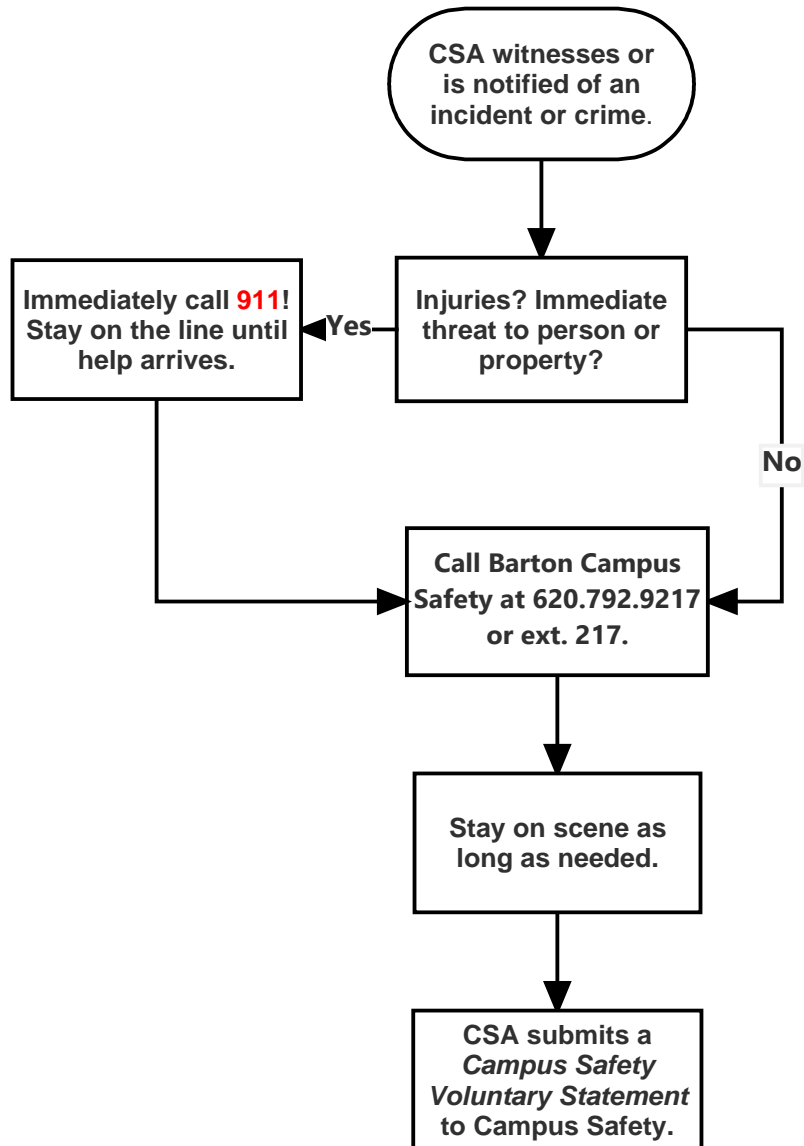 CSA witnesses or
is notified of an
incident or crime.
Injuries? Immediate
threat to person or
property?
Yes
Immediately call 911!
Stay on the line until
help arrives.
No
Call Barton Campus
Safety at 620.792.9217
or ext. 217.
Stay on scene as
long as needed.
CSA submits a
Campus Safety
Voluntary Statement
to Campus Safety.